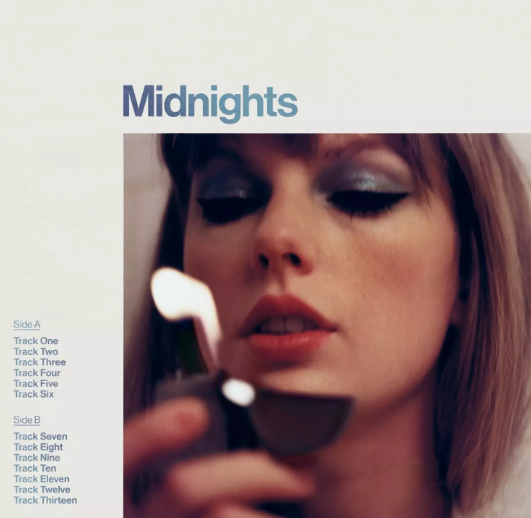 Midnights
Side A
Track One
Track Two
Track Three
Track Four
Track Five
Track Six
Side B
Track Seven
Track Eight
Track Nine
Track Ten
Track Eleven
Track Twelve
Track Thirteen